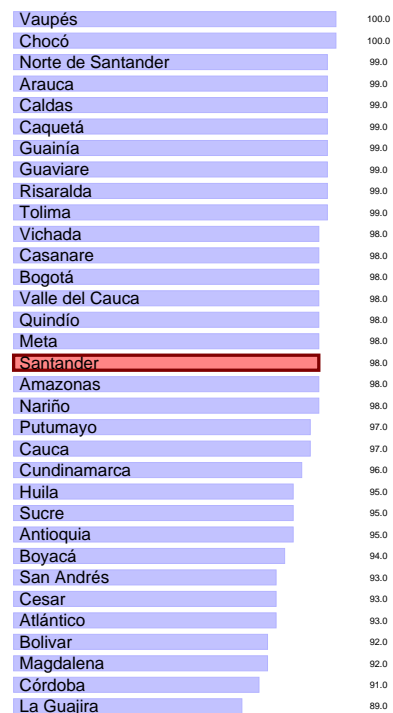 Vaupés 100.0
Chocó 100.0
Norte de Santander 99.0
Arauca 99.0
Caldas 99.0
Caquetá 99.0
Guainía 99.0
Guaviare 99.0
Risaralda 99.0
Tolima 99.0
Vichada 98.0
Casanare 98.0
Bogotá 98.0
Valle del Cauca 98.0
Quindío 98.0
Meta 98.0
Santander 98.0
Amazonas 98.0
Nariño 98.0
Putumayo 97.0
Cauca 97.0
Cundinamarca 96.0
Huila 95.0
Sucre 95.0
Antioquia 95.0
Boyacá 94.0
San Andrés 93.0
Cesar 93.0
Atlántico 93.0
Bolivar 92.0
Magdalena 92.0
Córdoba 91.0
La Guajira 89.0